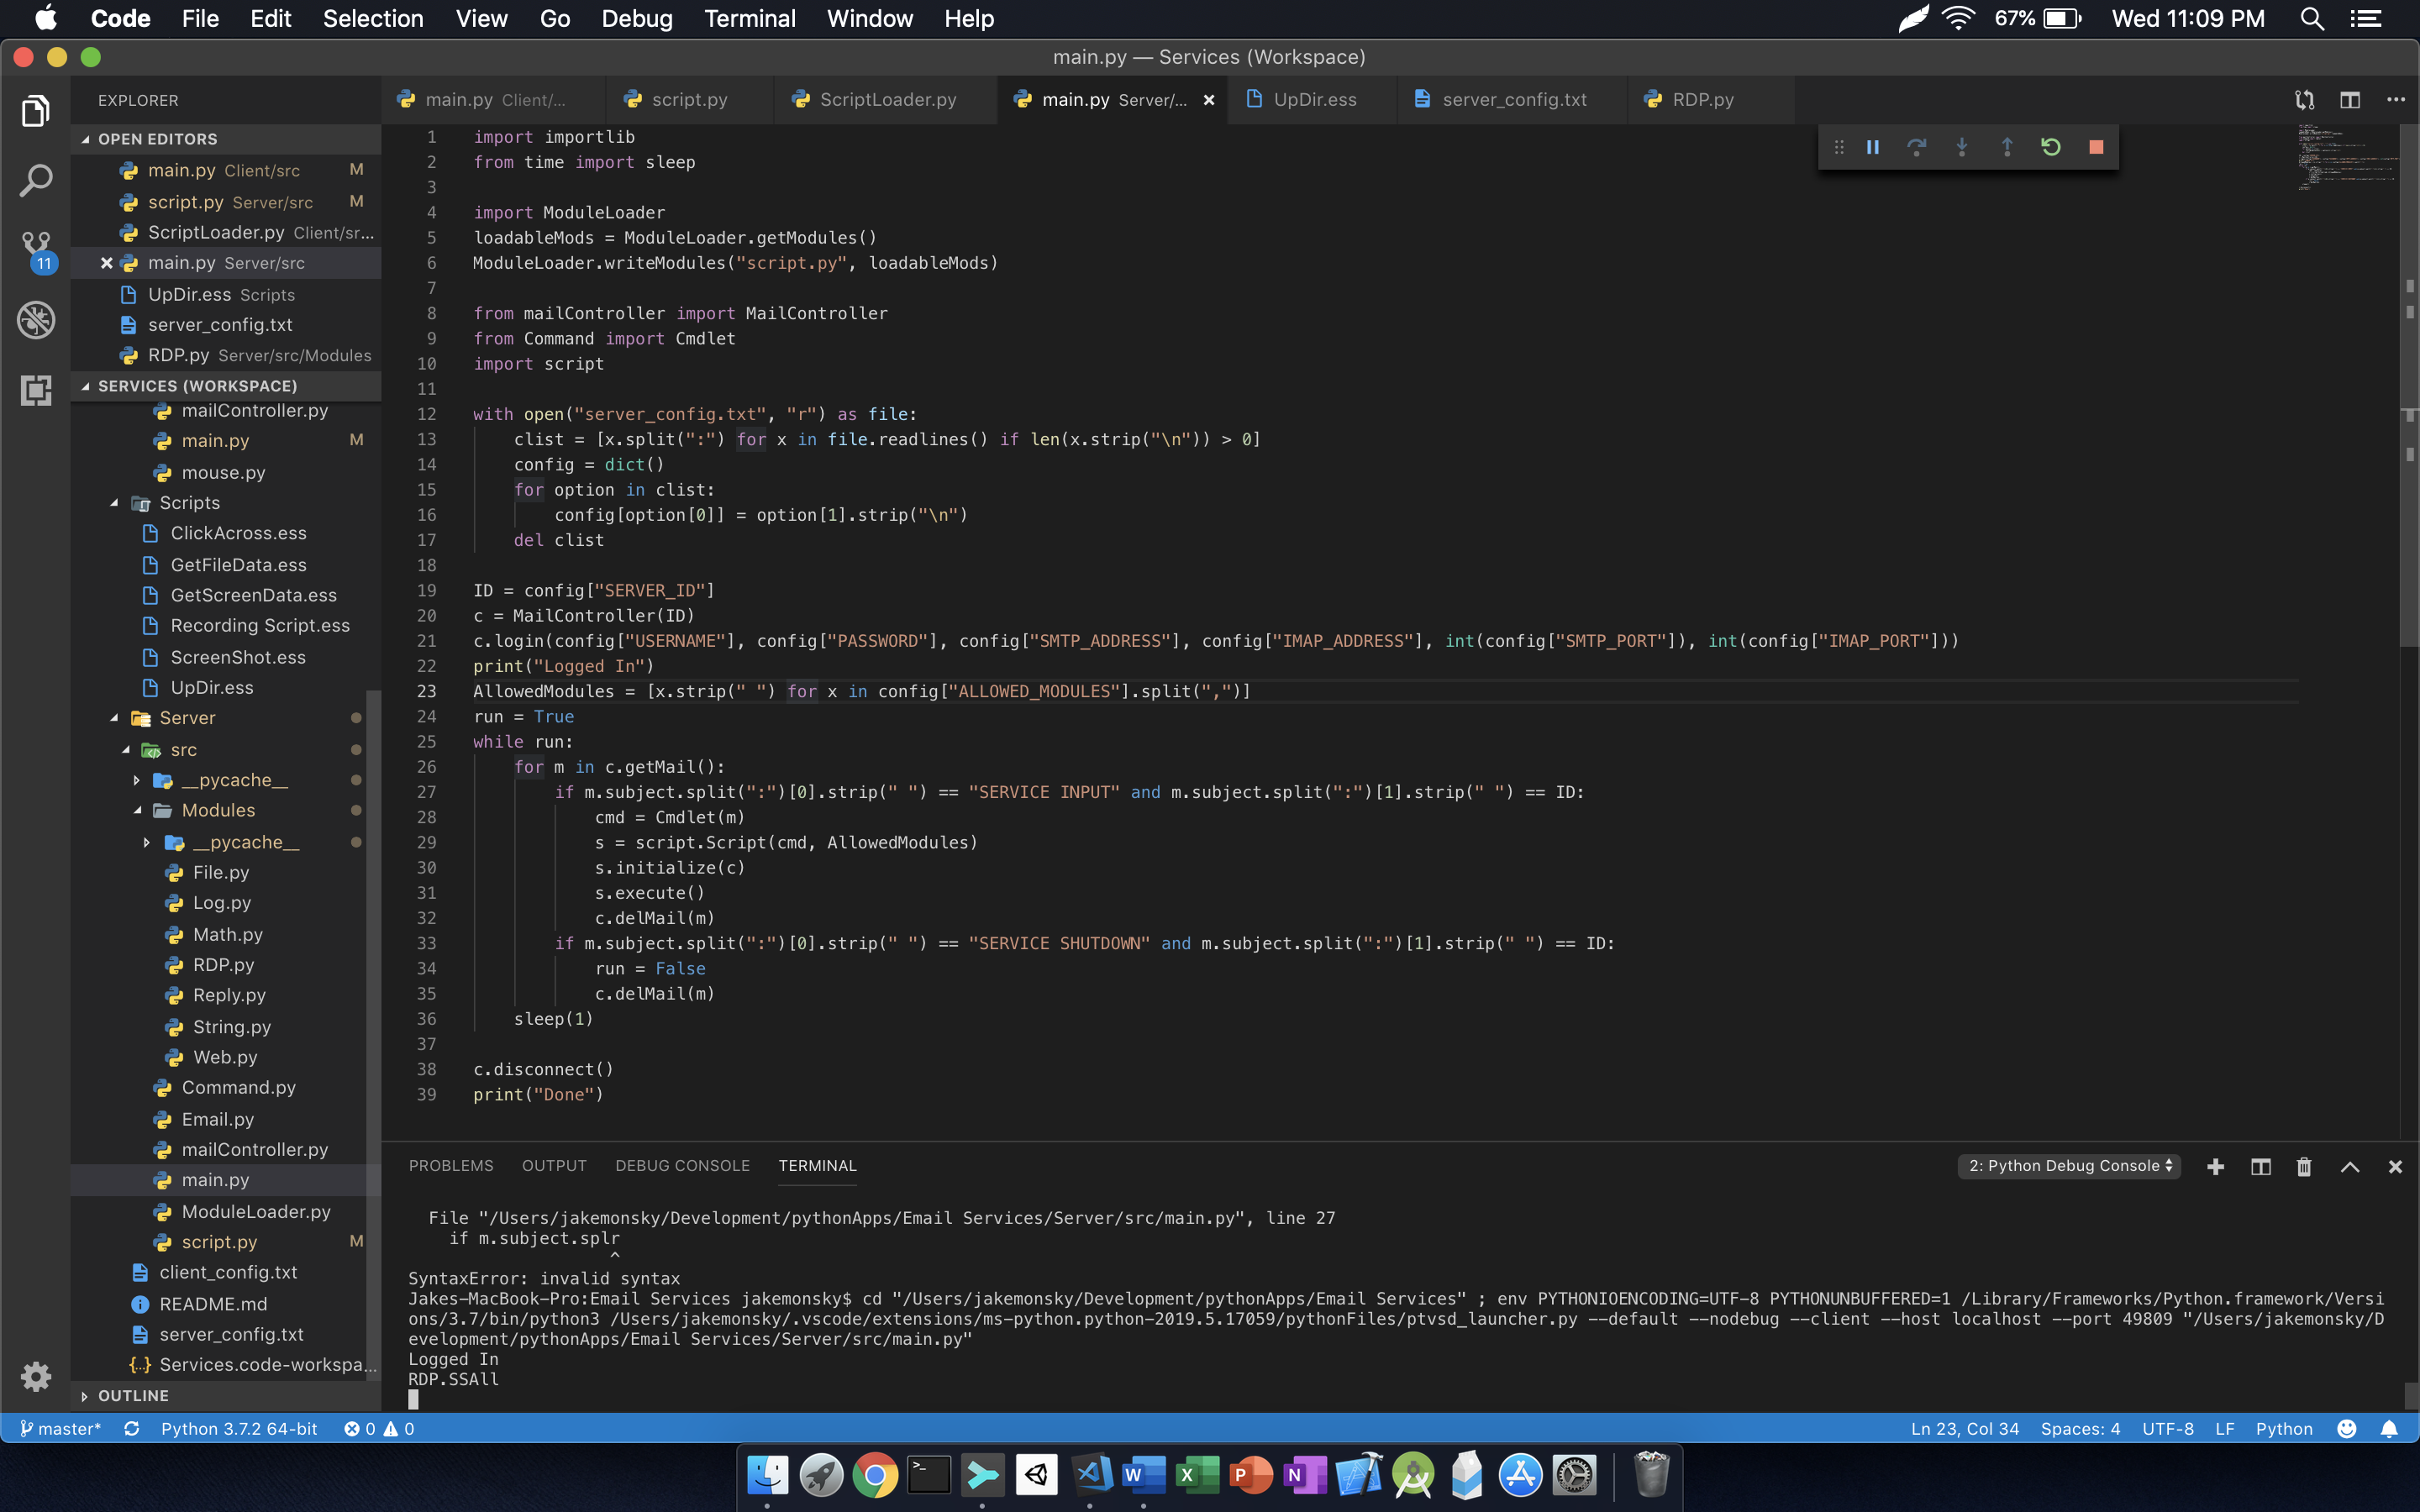 Code File Edit Selection View Go Debug Terminal Window Help 67% Wed 11:09 PM
main.py — Services (Workspace)
EXPLORER
main.py Client/...
script.py
ScriptLoader.py
main.py Server/...
UpDir.ess
server_config.txt
RDP.py
OPEN EDITORS
main.py Client/src M
script.py Server/src M
ScriptLoader.py Client/sr...
main.py Server/src
UpDir.ess Scripts
server_config.txt
RDP.py Server/src/Modules
11
SERVICES (WORKSPACE)
mailController.py
main.py M
mouse.py
Scripts
ClickAcross.ess
GetFileData.ess
GetScreenData.ess
Recording Script.ess
ScreenShot.ess
UpDir.ess
Server
src
__pycache__
Modules
__pycache__
File.py
Log.py
Math.py
RDP.py
Reply.py
String.py
Web.py
Command.py
Email.py
mailController.py
main.py
ModuleLoader.py
script.py M
client_config.txt
README.md
server_config.txt
{..} Services.code-workspa...
OUTLINE
1 import importlib
2 from time import sleep
3
4 import ModuleLoader
5 loadableMods = ModuleLoader.getModules()
6 ModuleLoader.writeModules("script.py", loadableMods)
7
8 from mailController import MailController
9 from Command import Cmdlet
10 import script
11
12 with open("server_config.txt", "r") as file:
13 clist = [x.split(":") for x in file.readlines() if len(x.strip("\n")) > 0]
14 config = dict()
15 for option in clist:
16 config[option[0]] = option[1].strip("\n")
17 del clist
18
19 ID = config["SERVER_ID"]
20 c = MailController(ID)
21 c.login(config["USERNAME"], config["PASSWORD"], config["SMTP_ADDRESS"], config["IMAP_ADDRESS"], int(config["SMTP_PORT"]), int(config["IMAP_PORT"]))
22 print("Logged In")
23 AllowedModules = [x.strip(" ") for x in config["ALLOWED_MODULES"].split(",")]
24 run = True
25 while run:
26 for m in c.getMail():
27 if m.subject.split(":")[0].strip(" ") == "SERVICE INPUT" and m.subject.split(":")[1].strip(" ") == ID:
28 cmd = Cmdlet(m)
29 s = script.Script(cmd, AllowedModules)
30 s.initialize(c)
31 s.execute()
32 c.delMail(m)
33 if m.subject.split(":")[0].strip(" ") == "SERVICE SHUTDOWN" and m.subject.split(":")[1].strip(" ") == ID:
34 run = False
35 c.delMail(m)
36 sleep(1)
37
38 c.disconnect()
39 print("Done")
PROBLEMS OUTPUT DEBUG CONSOLE TERMINAL 2: Python Debug Console
File "/Users/jakemonsky/Development/pythonApps/Email Services/Server/src/main.py", line 27
if m.subject.splr
^
SyntaxError: invalid syntax
Jakes-MacBook-Pro:Email Services jakemonsky$ cd "/Users/jakemonsky/Development/pythonApps/Email Services" ; env PYTHONIOENCODING=UTF-8 PYTHONUNBUFFERED=1 /Library/Frameworks/Python.framework/Versi
ons/3.7/bin/python3 /Users/jakemonsky/.vscode/extensions/ms-python.python-2019.5.17059/pythonFiles/ptvsd_launcher.py --default --nodebug --client --host localhost --port 49809 "/Users/jakemonsky/D
evelopment/pythonApps/Email Services/Server/src/main.py"
Logged In
RDP.SSAll
master* Python 3.7.2 64-bit 0 0 Ln 23, Col 34 Spaces: 4 UTF-8 LF Python
>_ W X P N